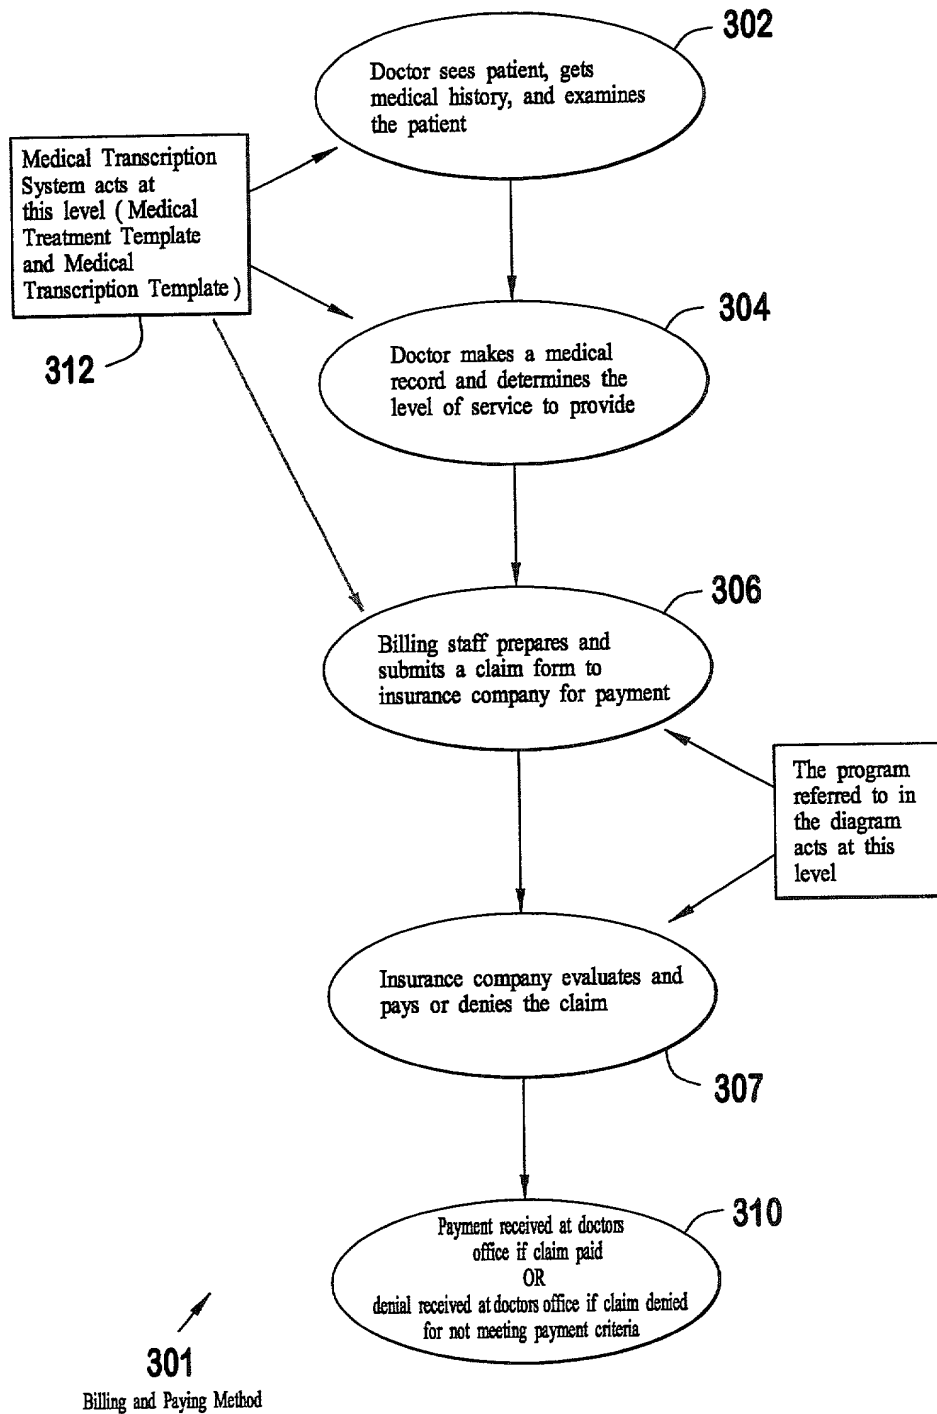 302
Doctor sees patient, gets
medical history, and examines
the patient
Medical Transcription
System acts at
this level ( Medical
Treatment Template
and Medical
Transcription Template )
312
304
Doctor makes a medical
record and determines the
level of service to provide
306
Billing staff prepares and
submits a claim form to
insurance company for payment
The program
referred to in
the diagram
acts at this
level
Insurance company evaluates and
pays or denies the claim
307
310
Payment received at doctors
office if claim paid
OR
denial received at doctors office if claim denied
for not meeting payment criteria
301
Billing and Paying Method